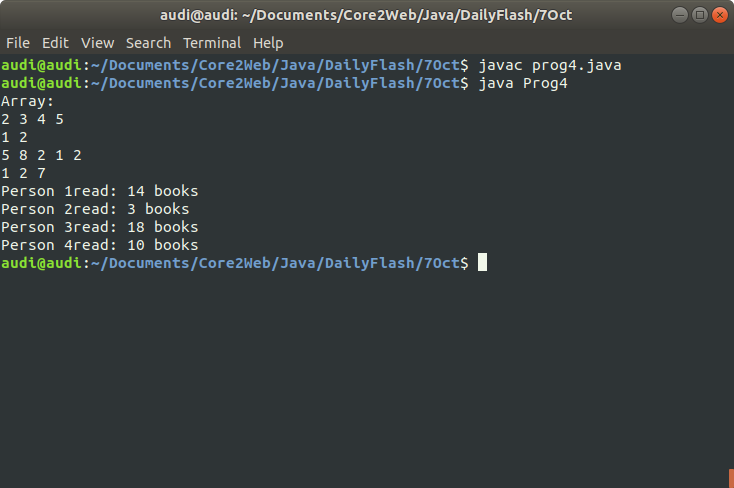 audi@audi: ~/Documents/Core2Web/Java/DailyFlash/7Oct
File Edit View Search Terminal Help
audi@audi:~/Documents/Core2Web/Java/DailyFlash/7Oct$ javac prog4.java
audi@audi:~/Documents/Core2Web/Java/DailyFlash/7Oct$ java Prog4
Array:
2 3 4 5
1 2
5 8 2 1 2
1 2 7
Person 1read: 14 books
Person 2read: 3 books
Person 3read: 18 books
Person 4read: 10 books
audi@audi:~/Documents/Core2Web/Java/DailyFlash/7Oct$